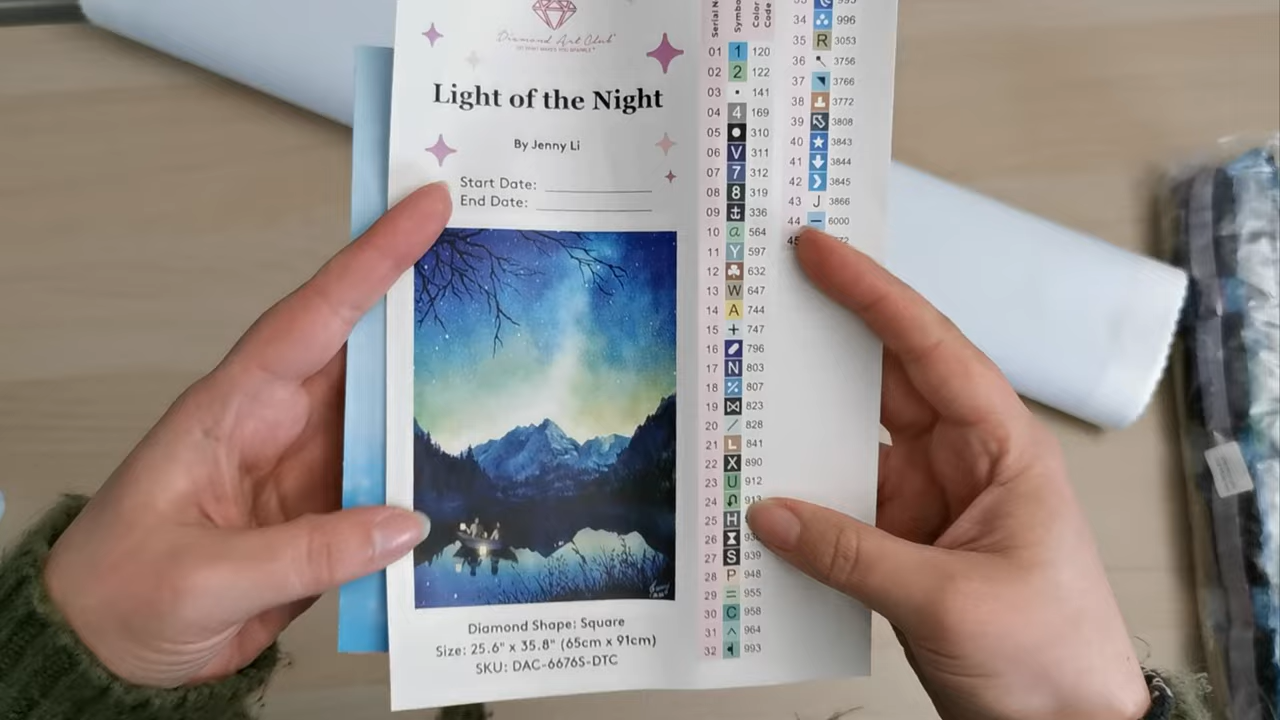 Diamond Art Club
Light of the Night
By Jenny Li
Start Date:
End Date:
Diamond Shape: Square
Size: 25.6" x 35.8" (65cm x 91cm)
SKU: DAC-6676S-DTC
Color
Code
01 1 120
02 2 122
03 • 141
04 4 169
05 ● 310
06 V 311
07 7 312
08 8 319
09 ⚓ 336
10 a 564
11 Y 597
12 ♣ 632
13 W 647
14 A 744
15 + 747
16 796
17 N 803
18 807
19 ⋈ 823
20 / 828
21 L 841
22 X 890
23 U 912
24 913
25 H
26
27 S 939
28 P 948
29 = 955
30 C 958
31 ^ 964
32 993
34 996
35 R 3053
36 3756
37 3766
38 3772
39 3808
40 ★ 3843
41 3844
42 3845
43 J 3866
44 − 6000
45